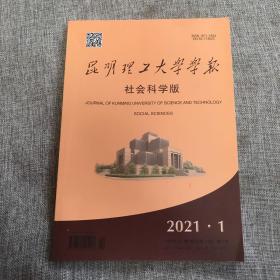 昆明理工大学学报
社会科学版
JOURNAL OF KUNMING UNIVERSITY OF SCIENCE AND TECHNOLOGY
SOCIAL SCIENCES
2021·1